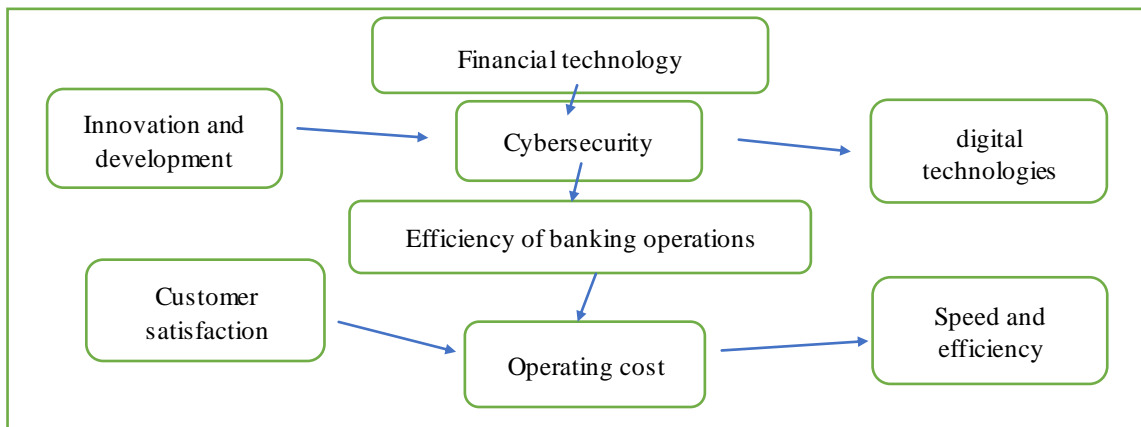 Financial technology
Innovation and
development
Cybersecurity
digital
technologies
Efficiency of banking operations
Customer
satisfaction
Operating cost
Speed and
efficiency